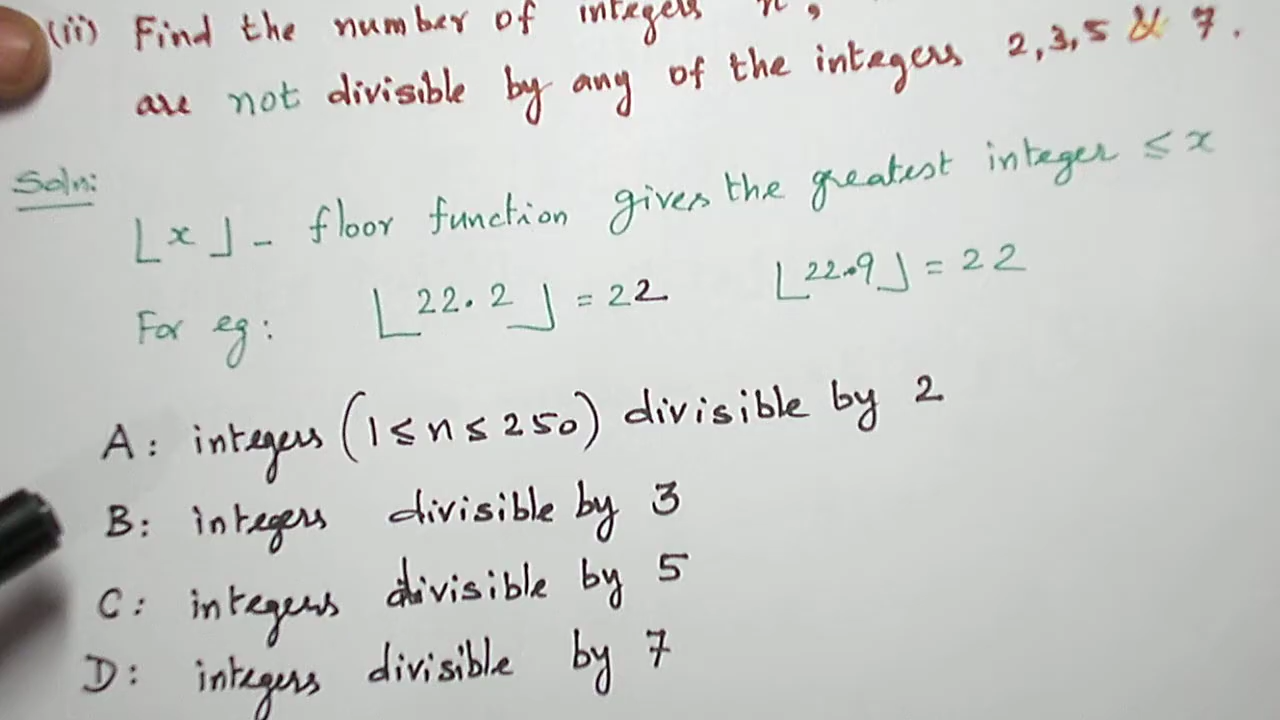 (ii) Find the number of integers n,
are not divisible by any of the integers 2, 3, 5 & 7.
Soln:
⌊x⌋ - floor function gives the greatest integer ≤ x
For eg: ⌊22.2⌋ = 22 ⌊22.9⌋ = 22
A: integers (1 ≤ n ≤ 250) divisible by 2
B: integers divisible by 3
C: integers divisible by 5
D: integers divisible by 7